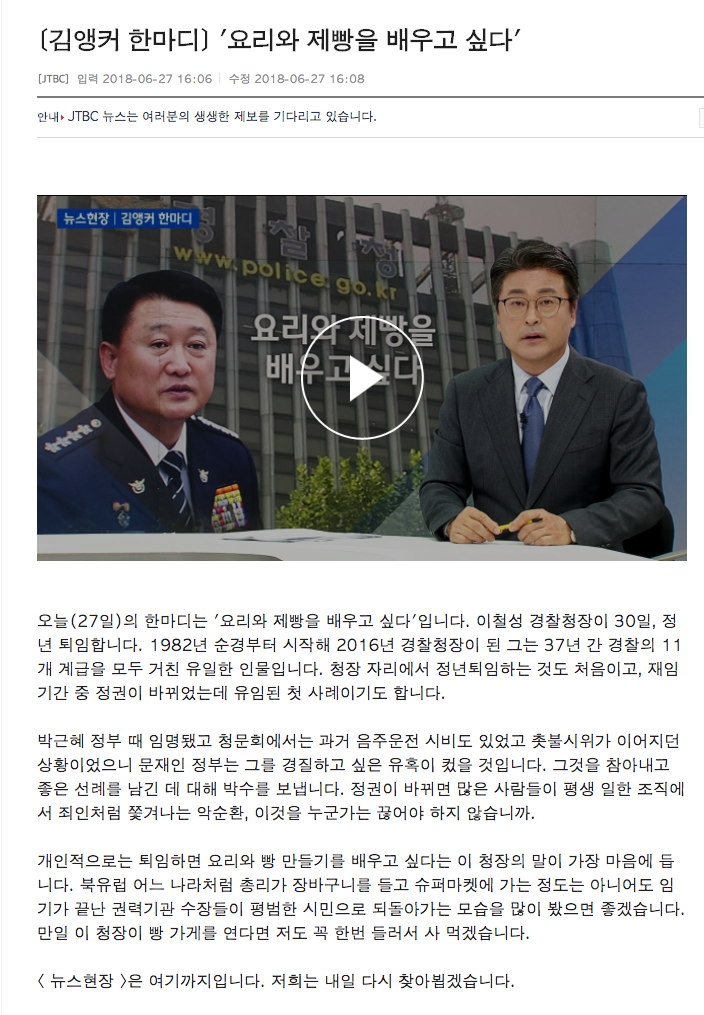 [김앵커 한마디] '요리와 제빵을 배우고 싶다'
[JTBC] 입력 2018-06-27 16:06 수정 2018-06-27 16:08
안내 JTBC 뉴스는 여러분의 생생한 제보를 기다리고 있습니다.
뉴스현장 | 김앵커 한마디
경찰청
www.police.go.kr
요리와 제빵을
배우고 싶다
오늘(27일)의 한마디는 '요리와 제빵을 배우고 싶다'입니다. 이철성 경찰청장이 30일, 정
년 퇴임합니다. 1982년 순경부터 시작해 2016년 경찰청장이 된 그는 37년 간 경찰의 11
개 계급을 모두 거친 유일한 인물입니다. 청장 자리에서 정년퇴임하는 것도 처음이고, 재임
기간 중 정권이 바뀌었는데 유임된 첫 사례이기도 합니다.
박근혜 정부 때 임명됐고 청문회에서는 과거 음주운전 시비도 있었고 촛불시위가 이어지던
상황이었으니 문재인 정부는 그를 경질하고 싶은 유혹이 컸을 것입니다. 그것을 참아내고
좋은 선례를 남긴 데 대해 박수를 보냅니다. 정권이 바뀌면 많은 사람들이 평생 일한 조직에
서 죄인처럼 쫓겨나는 악순환, 이것을 누군가는 끊어야 하지 않습니까.
개인적으로는 퇴임하면 요리와 빵 만들기를 배우고 싶다는 이 청장의 말이 가장 마음에 듭
니다. 북유럽 어느 나라처럼 총리가 장바구니를 들고 슈퍼마켓에 가는 정도는 아니어도 임
기가 끝난 권력기관 수장들이 평범한 시민으로 되돌아가는 모습을 많이 봤으면 좋겠습니다.
만일 이 청장이 빵 가게를 연다면 저도 꼭 한번 들러서 사 먹겠습니다.
< 뉴스현장 >은 여기까지입니다. 저희는 내일 다시 찾아뵙겠습니다.